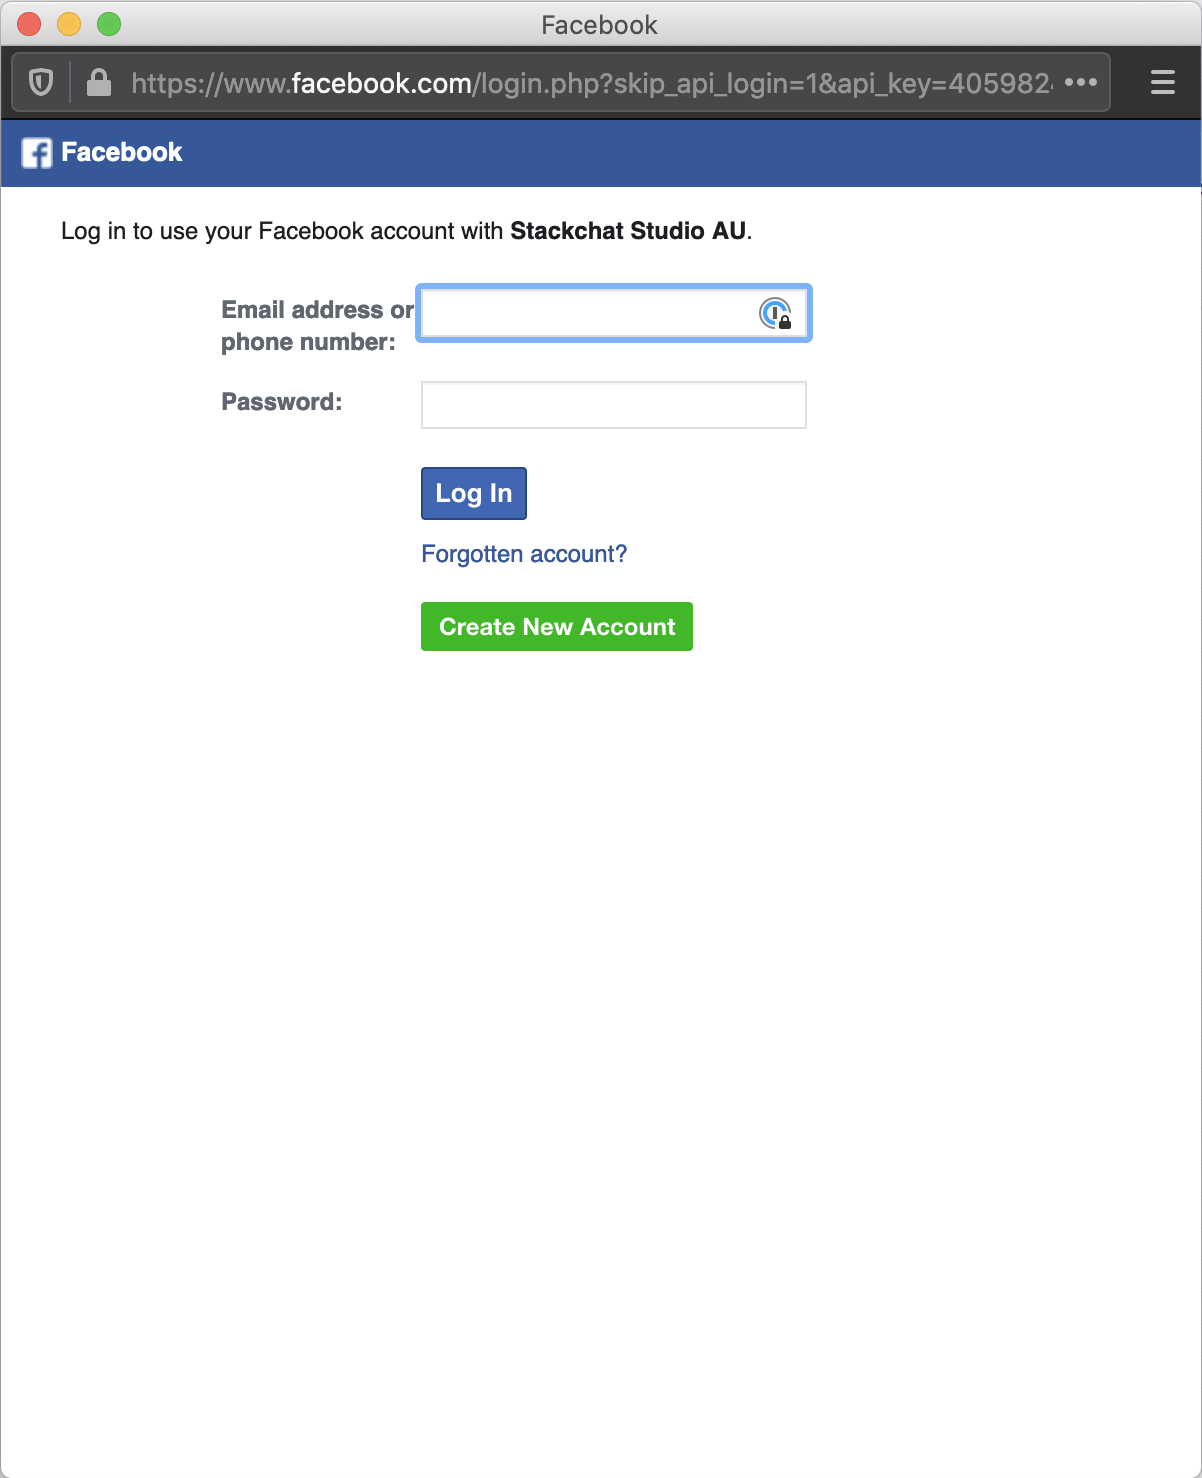 Facebook
https://www.facebook.com/login.php?skip_api_login=1&api_key=405982
Facebook
Log in to use your Facebook account with Stackchat Studio AU.
Email address or
phone number:
Password:
Log In
Forgotten account?
Create New Account